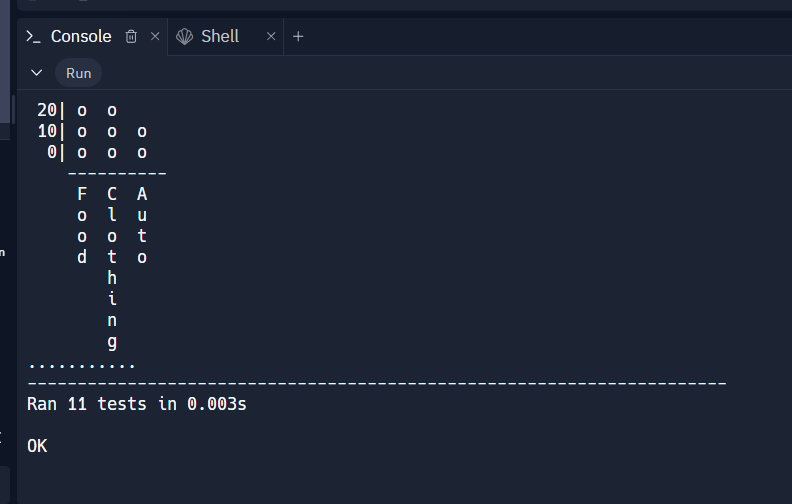 Console
Shell
Run
20| o  o
10| o  o  o
 0| o  o  o
   ----------
    F  C  A
    o  l  u
    o  o  t
    d  t  o
       h
       i
       n
       g
...........
----------------------------------------------------------------------
Ran 11 tests in 0.003s
OK